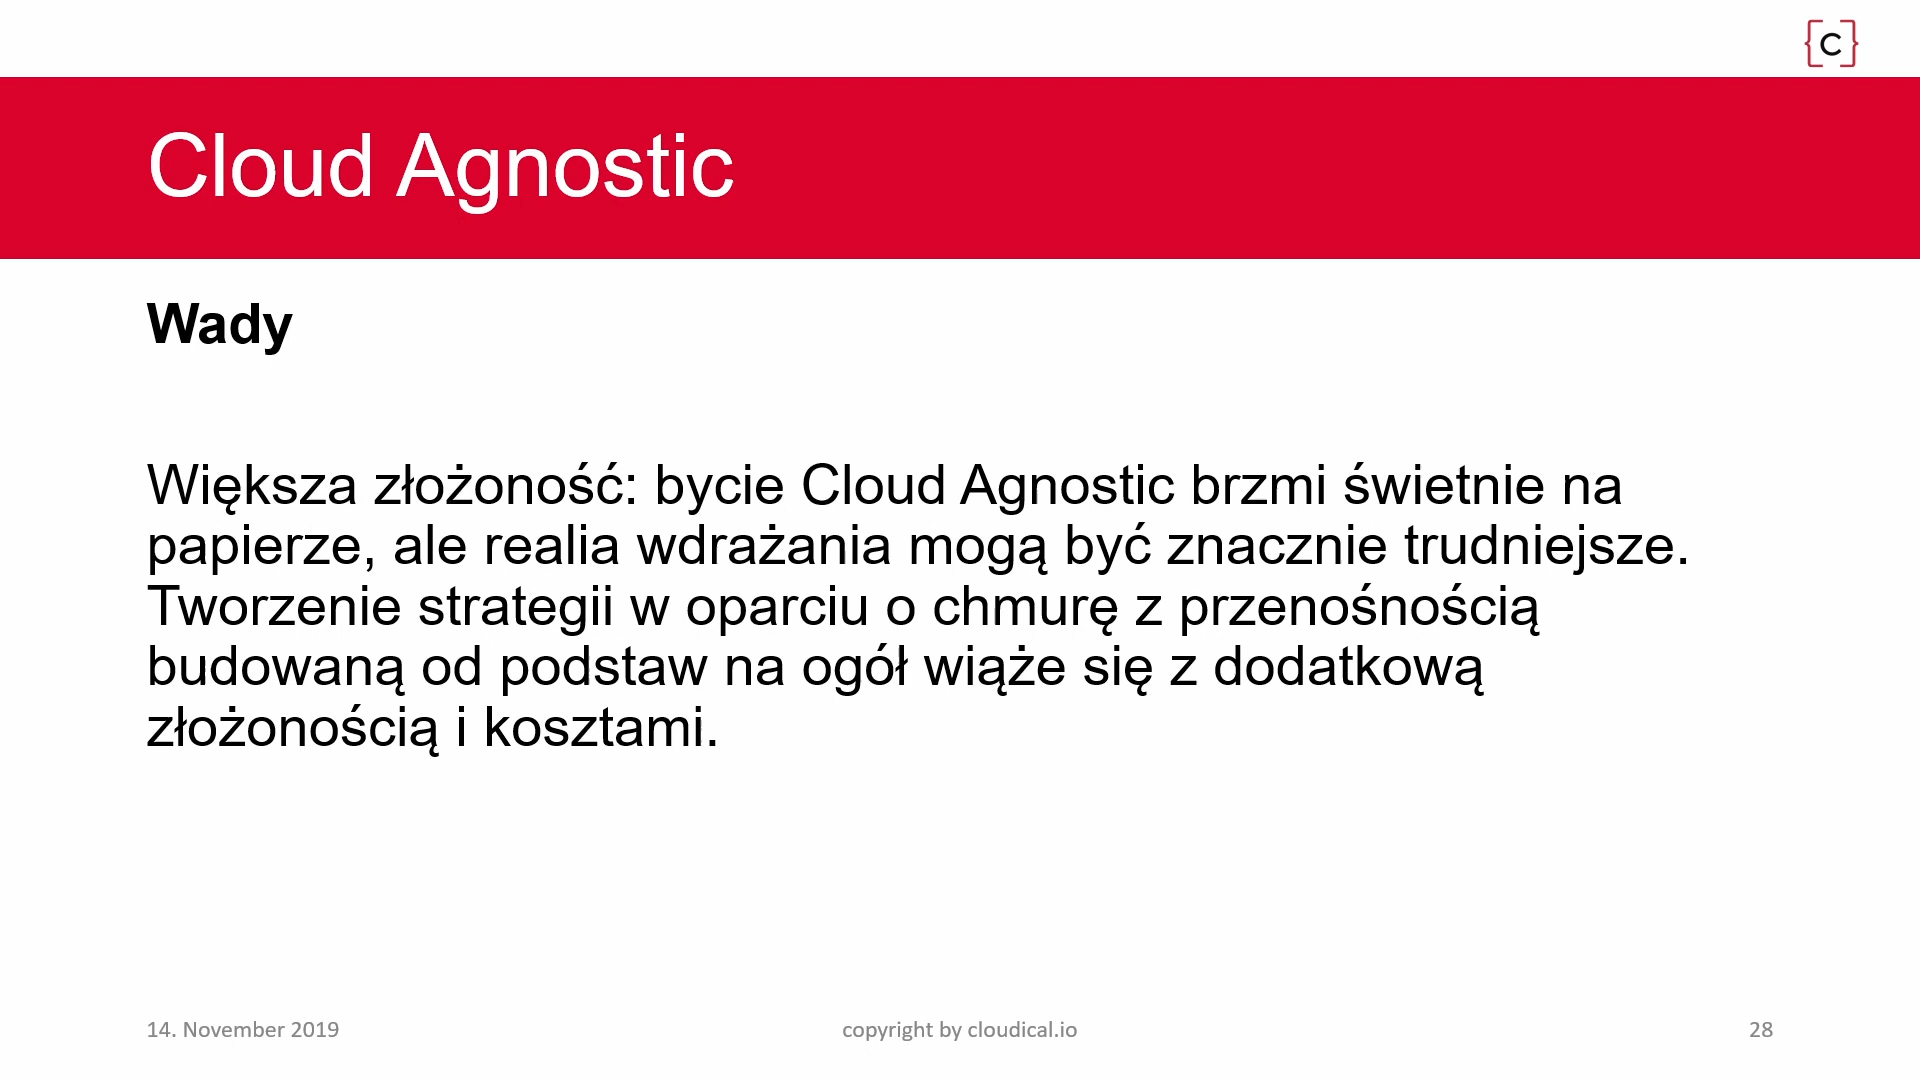 {C}
Cloud Agnostic
Wady
Większa złożoność: bycie Cloud Agnostic brzmi świetnie na
papierze, ale realia wdrażania mogą być znacznie trudniejsze.
Tworzenie strategii w oparciu o chmurę z przenośnością
budowaną od podstaw na ogół wiąże się z dodatkową
złożonością i kosztami.
14. November 2019
copyright by cloudical.io
28